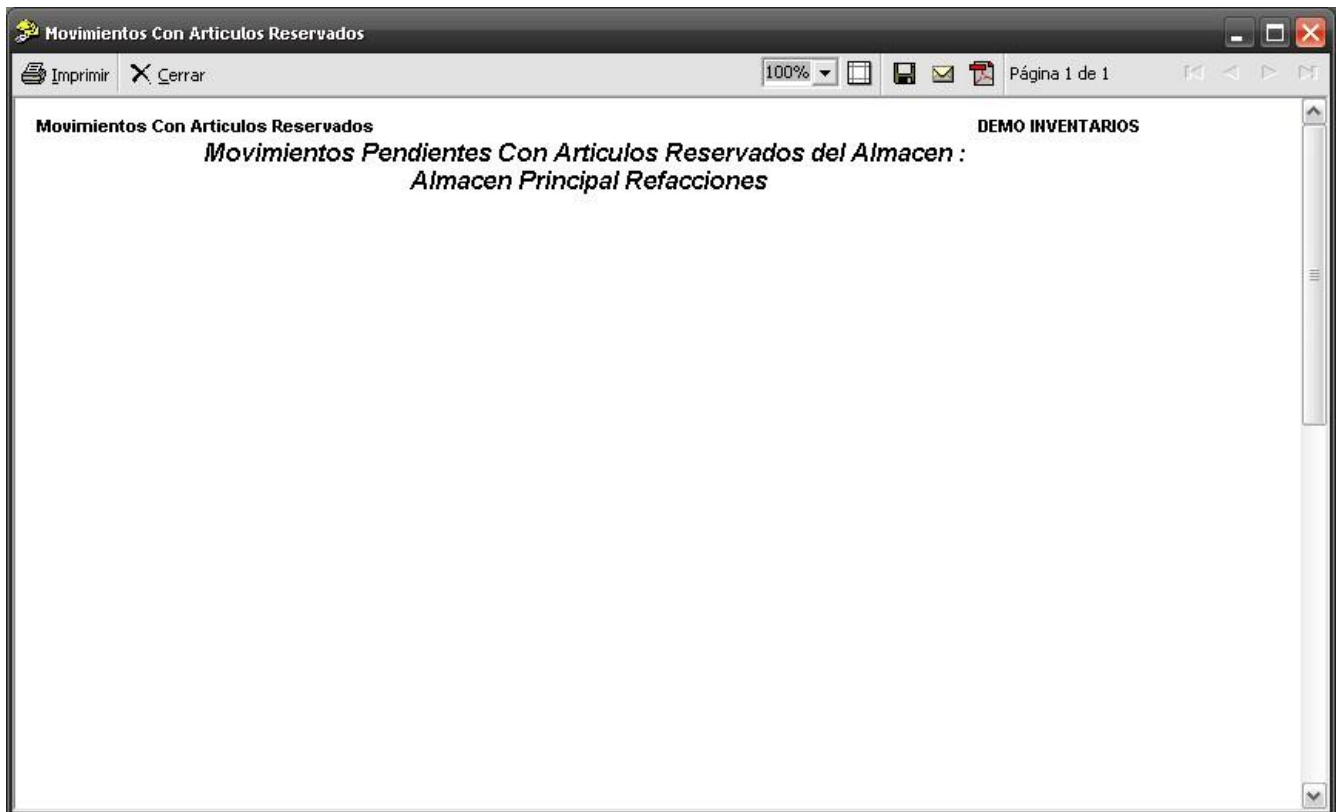 Movimientos Con Articulos Reservados
Imprimir Cerrar 100% Página 1 de 1
Movimientos Con Articulos Reservados DEMO INVENTARIOS
Movimientos Pendientes Con Articulos Reservados del Almacen :
Almacen Principal Refacciones